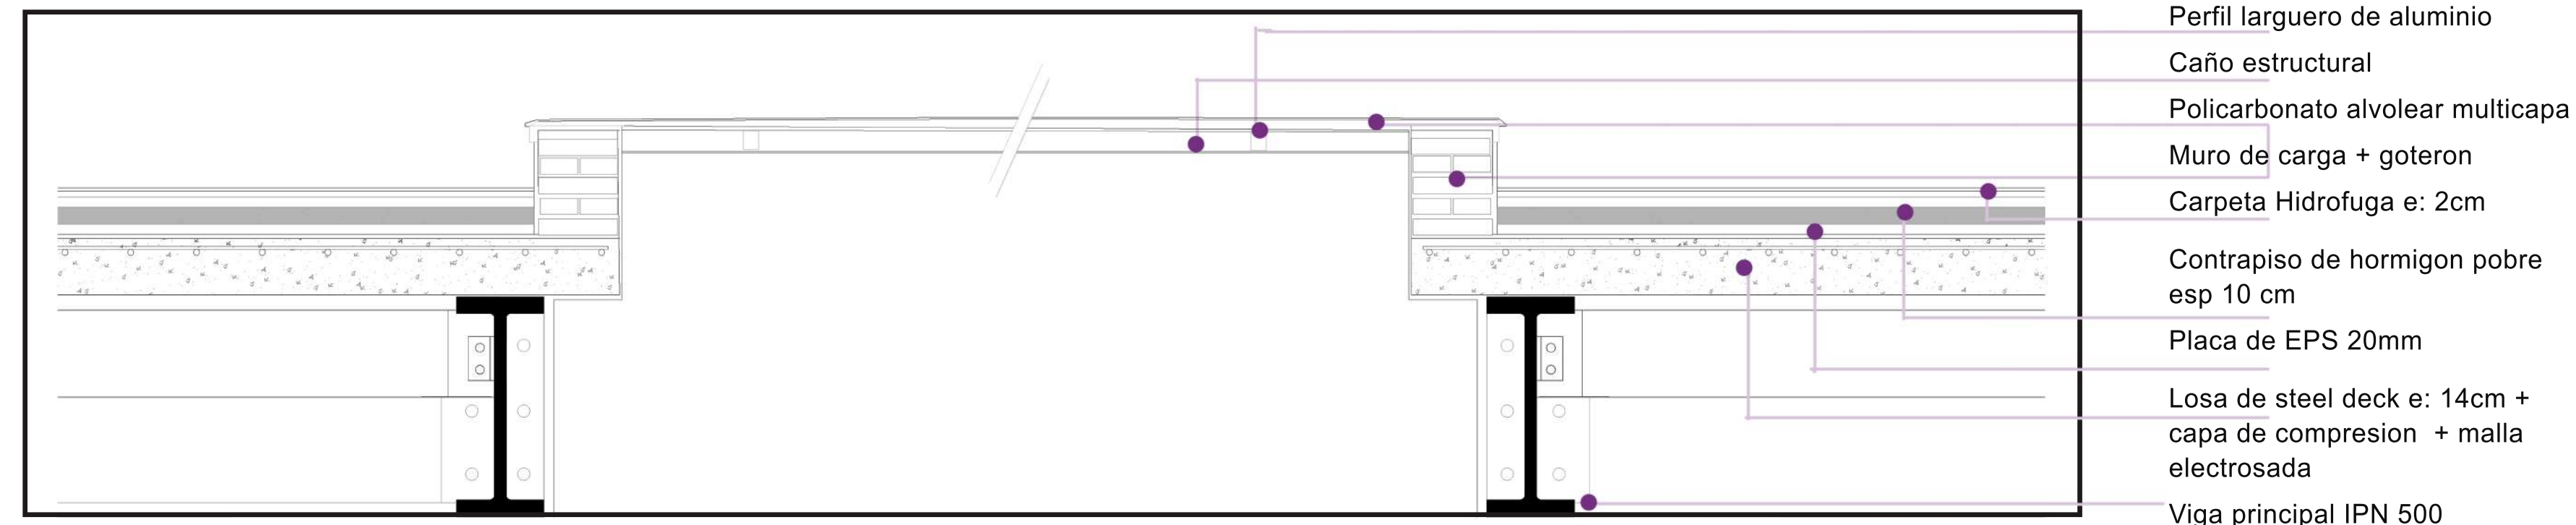 Perfil larguero de aluminio
Caño estructural
Policarbonato alvolear multicapa
Muro de carga + goteron
Carpeta Hidrofuga e: 2cm
Contrapiso de hormigon pobre
esp 10 cm
Placa de EPS 20mm
Losa de steel deck e: 14cm +
capa de compresion + malla
electrosada
Viga principal IPN 500